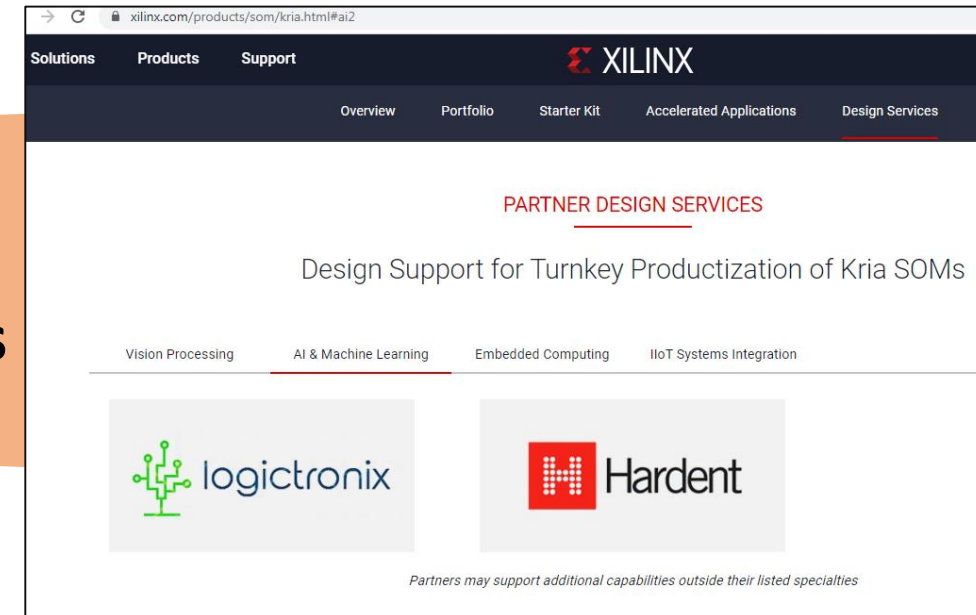 xilinx.com/products/som/kria.html#ai2
Solutions Products Support XILINX
Overview Portfolio Starter Kit Accelerated Applications Design Services
PARTNER DESIGN SERVICES
Design Support for Turnkey Productization of Kria SOMs
Vision Processing AI & Machine Learning Embedded Computing IIoT Systems Integration
logictronix Hardent
Partners may support additional capabilities outside their listed specialties